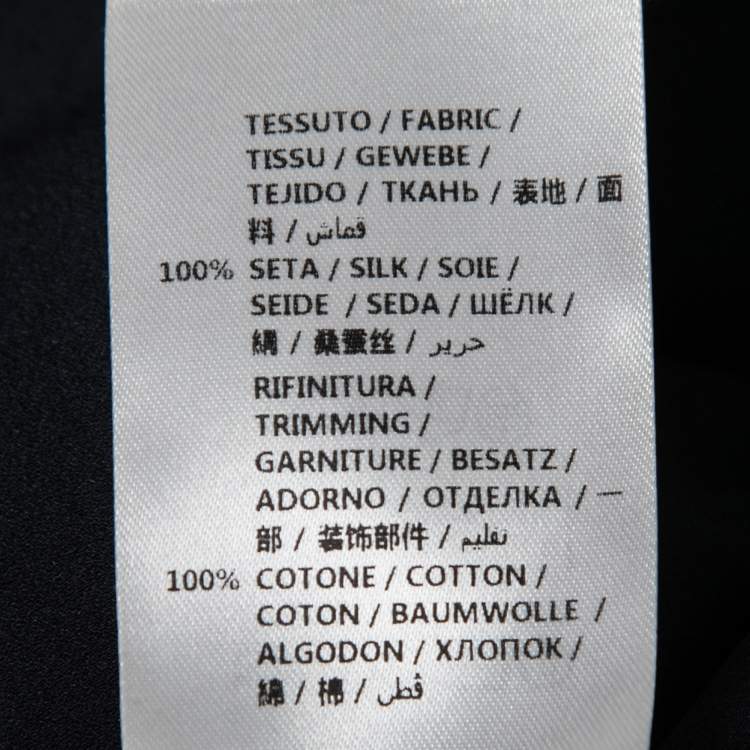 TESSUTO / FABRIC /
TISSU / GEWEBE /
TEJIDO / ТКАНЬ / 表地 / 面
料 / قماش
100% SETA / SILK / SOIE /
SEIDE / SEDA / ШЁЛК /
絹 / 桑蚕丝 / حرير
RIFINITURA /
TRIMMING /
GARNITURE / BESATZ /
ADORNO / ОТДЕЛКА / 一
部 / 装饰部件 / تقليم
100% COTONE / COTTON /
COTON / BAUMWOLLE /
ALGODON / ХЛОПОК /
綿 / 棉 / قطن